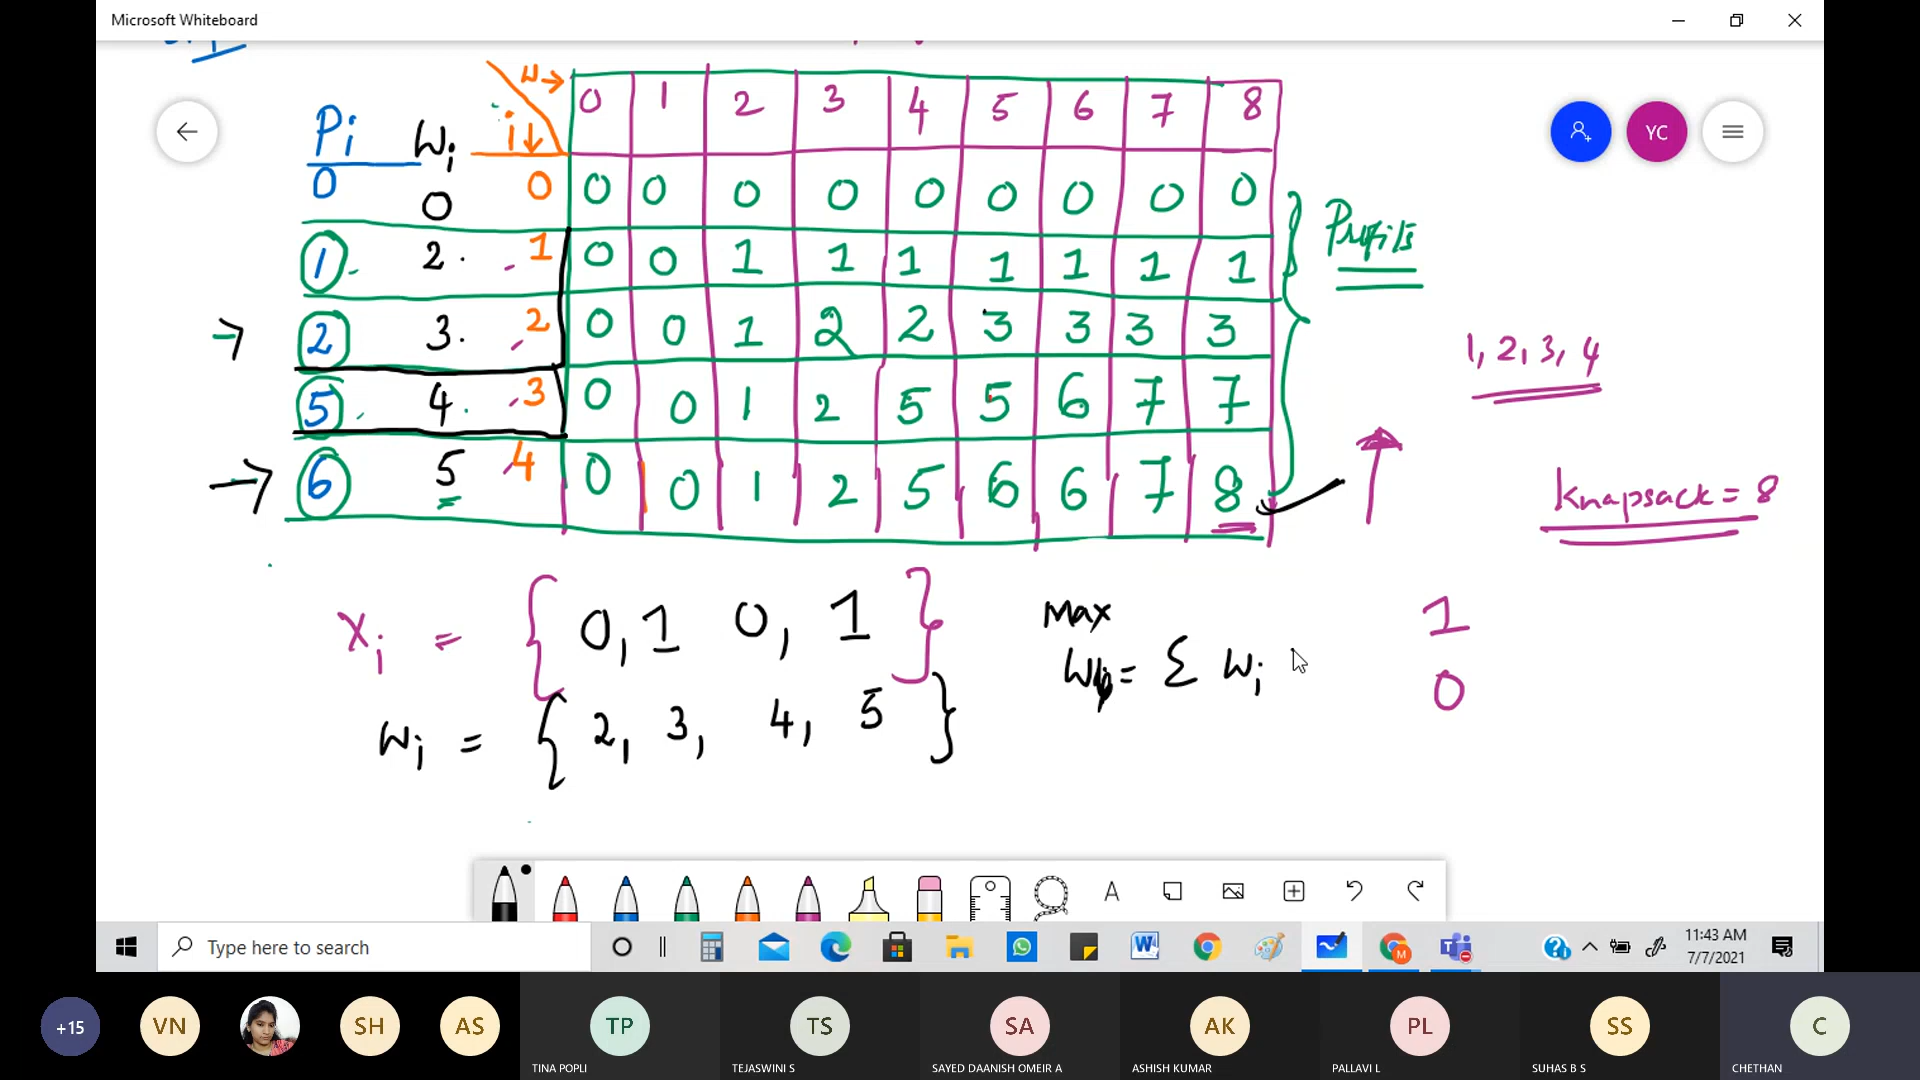 Microsoft Whiteboard
W → 0 1 2 3 4 5 6 7 8
Pi Wi i↓
0 0 0 0 0 0 0 0 0 0 0 0 0
1 2 1 0 0 1 1 1 1 1 1 1
→ 2 3 2 0 0 1 2 2 3 3 3 3
5 4 3 0 0 1 2 5 5 6 7 7
→ 6 5 4 0 0 1 2 5 6 6 7 8
Profits
YC
1, 2, 3, 4
Knapsack = 8
xi = { 0, 1 0, 1 }
wi = { 2, 3, 4, 5 }
Max
= Σ wi
1
0
A
Type here to search
11:43 AM
7/7/2021
+15 VN SH AS TP TS SA AK PL SS C
TINA POPLI TEJASWINI S SAYED DAANISH OMEIR A ASHISH KUMAR PALLAVI L SUHAS B S CHETHAN